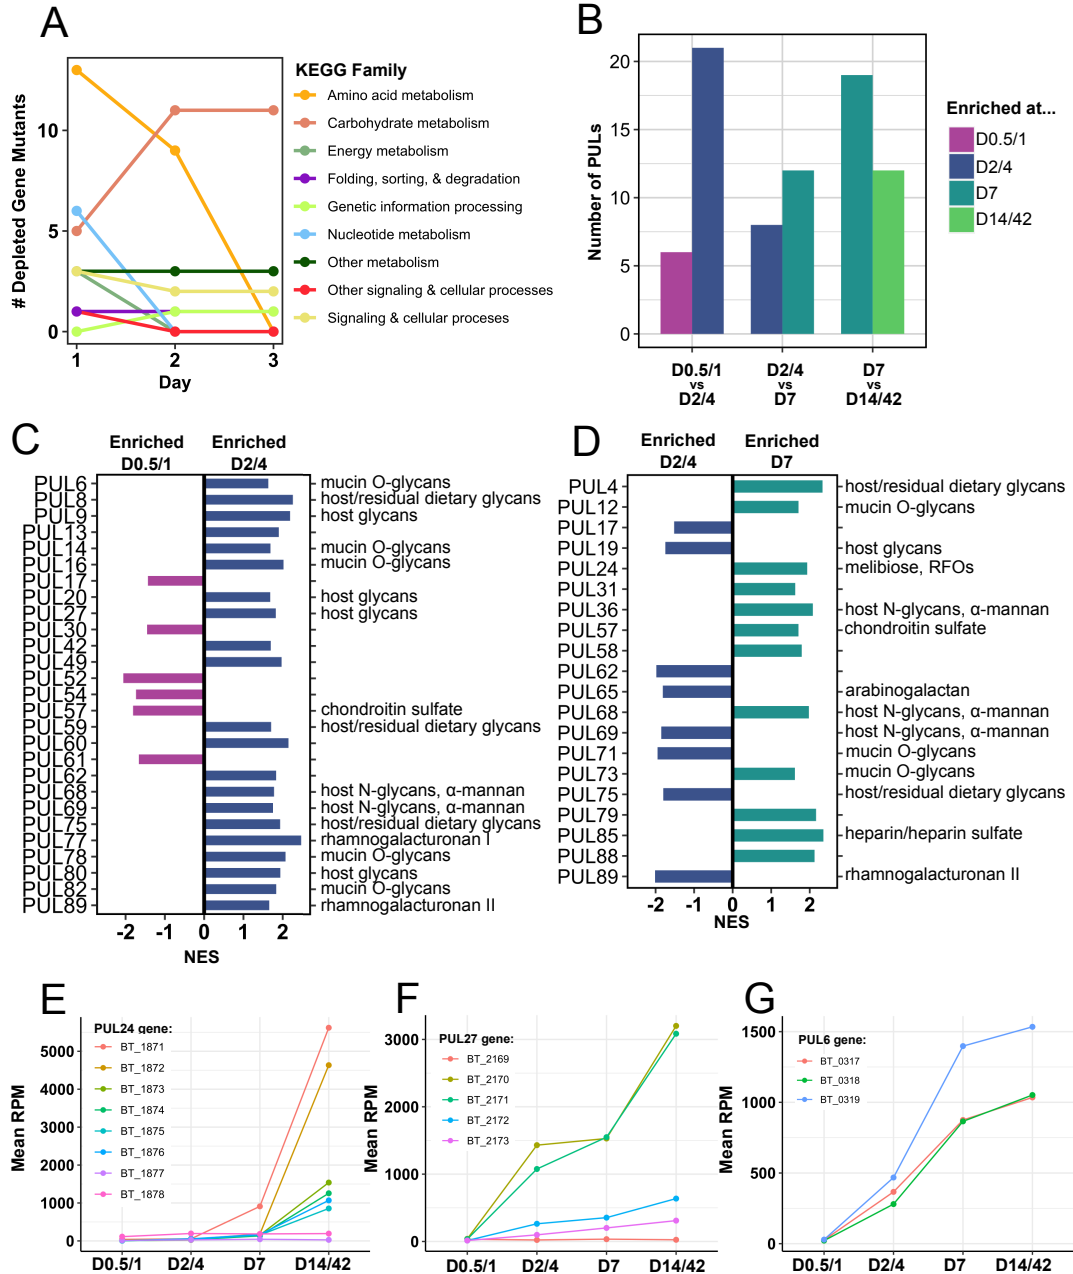 A
# Depleted Gene Mutants
10
5
0
1
2
3
Day
KEGG Family
Amino acid metabolism
Carbohydrate metabolism
Energy metabolism
Folding, sorting, & degradation
Genetic information processing
Nucleotide metabolism
Other metabolism
Other signaling & cellular processes
Signaling & cellular proceses
B
Number of PULs
20
15
10
5
0
D0.5/1 vs D2/4
D2/4 vs D7
D7 vs D14/42
Enriched at...
D0.5/1
D2/4
D7
D14/42
C
Enriched D0.5/1
Enriched D2/4
PUL6 mucin O-glycans
PUL8 host/residual dietary glycans
PUL9 host glycans
PUL13
PUL14 mucin O-glycans
PUL16 mucin O-glycans
PUL17
PUL20 host glycans
PUL27 host glycans
PUL30
PUL42
PUL49
PUL52
PUL54
PUL57 chondroitin sulfate
PUL59 host/residual dietary glycans
PUL60
PUL61
PUL62
PUL68 host N-glycans, α-mannan
PUL69 host N-glycans, α-mannan
PUL75 host/residual dietary glycans
PUL77 rhamnogalacturonan I
PUL78 mucin O-glycans
PUL80 host glycans
PUL82 mucin O-glycans
PUL89 rhamnogalacturonan II
-2 -1 0 1 2
NES
D
Enriched D2/4
Enriched D7
PUL4 host/residual dietary glycans
PUL12 mucin O-glycans
PUL17
PUL19 host glycans
PUL24 melibiose, RFOs
PUL31
PUL36 host N-glycans, α-mannan
PUL57 chondroitin sulfate
PUL58
PUL62
PUL65 arabinogalactan
PUL68 host N-glycans, α-mannan
PUL69 host N-glycans, α-mannan
PUL71 mucin O-glycans
PUL73 mucin O-glycans
PUL75 host/residual dietary glycans
PUL79
PUL85 heparin/heparin sulfate
PUL88
PUL89 rhamnogalacturonan II
-2 -1 0 1 2
NES
E
Mean RPM
PUL24 gene:
BT_1871
BT_1872
BT_1873
BT_1874
BT_1875
BT_1876
BT_1877
BT_1878
5000
4000
3000
2000
1000
0
D0.5/1 D2/4 D7 D14/42
F
Mean RPM
PUL27 gene:
BT_2169
BT_2170
BT_2171
BT_2172
BT_2173
3000
2000
1000
0
D0.5/1 D2/4 D7 D14/42
G
Mean RPM
PUL6 gene:
BT_0317
BT_0318
BT_0319
1500
1000
500
0
D0.5/1 D2/4 D7 D14/42